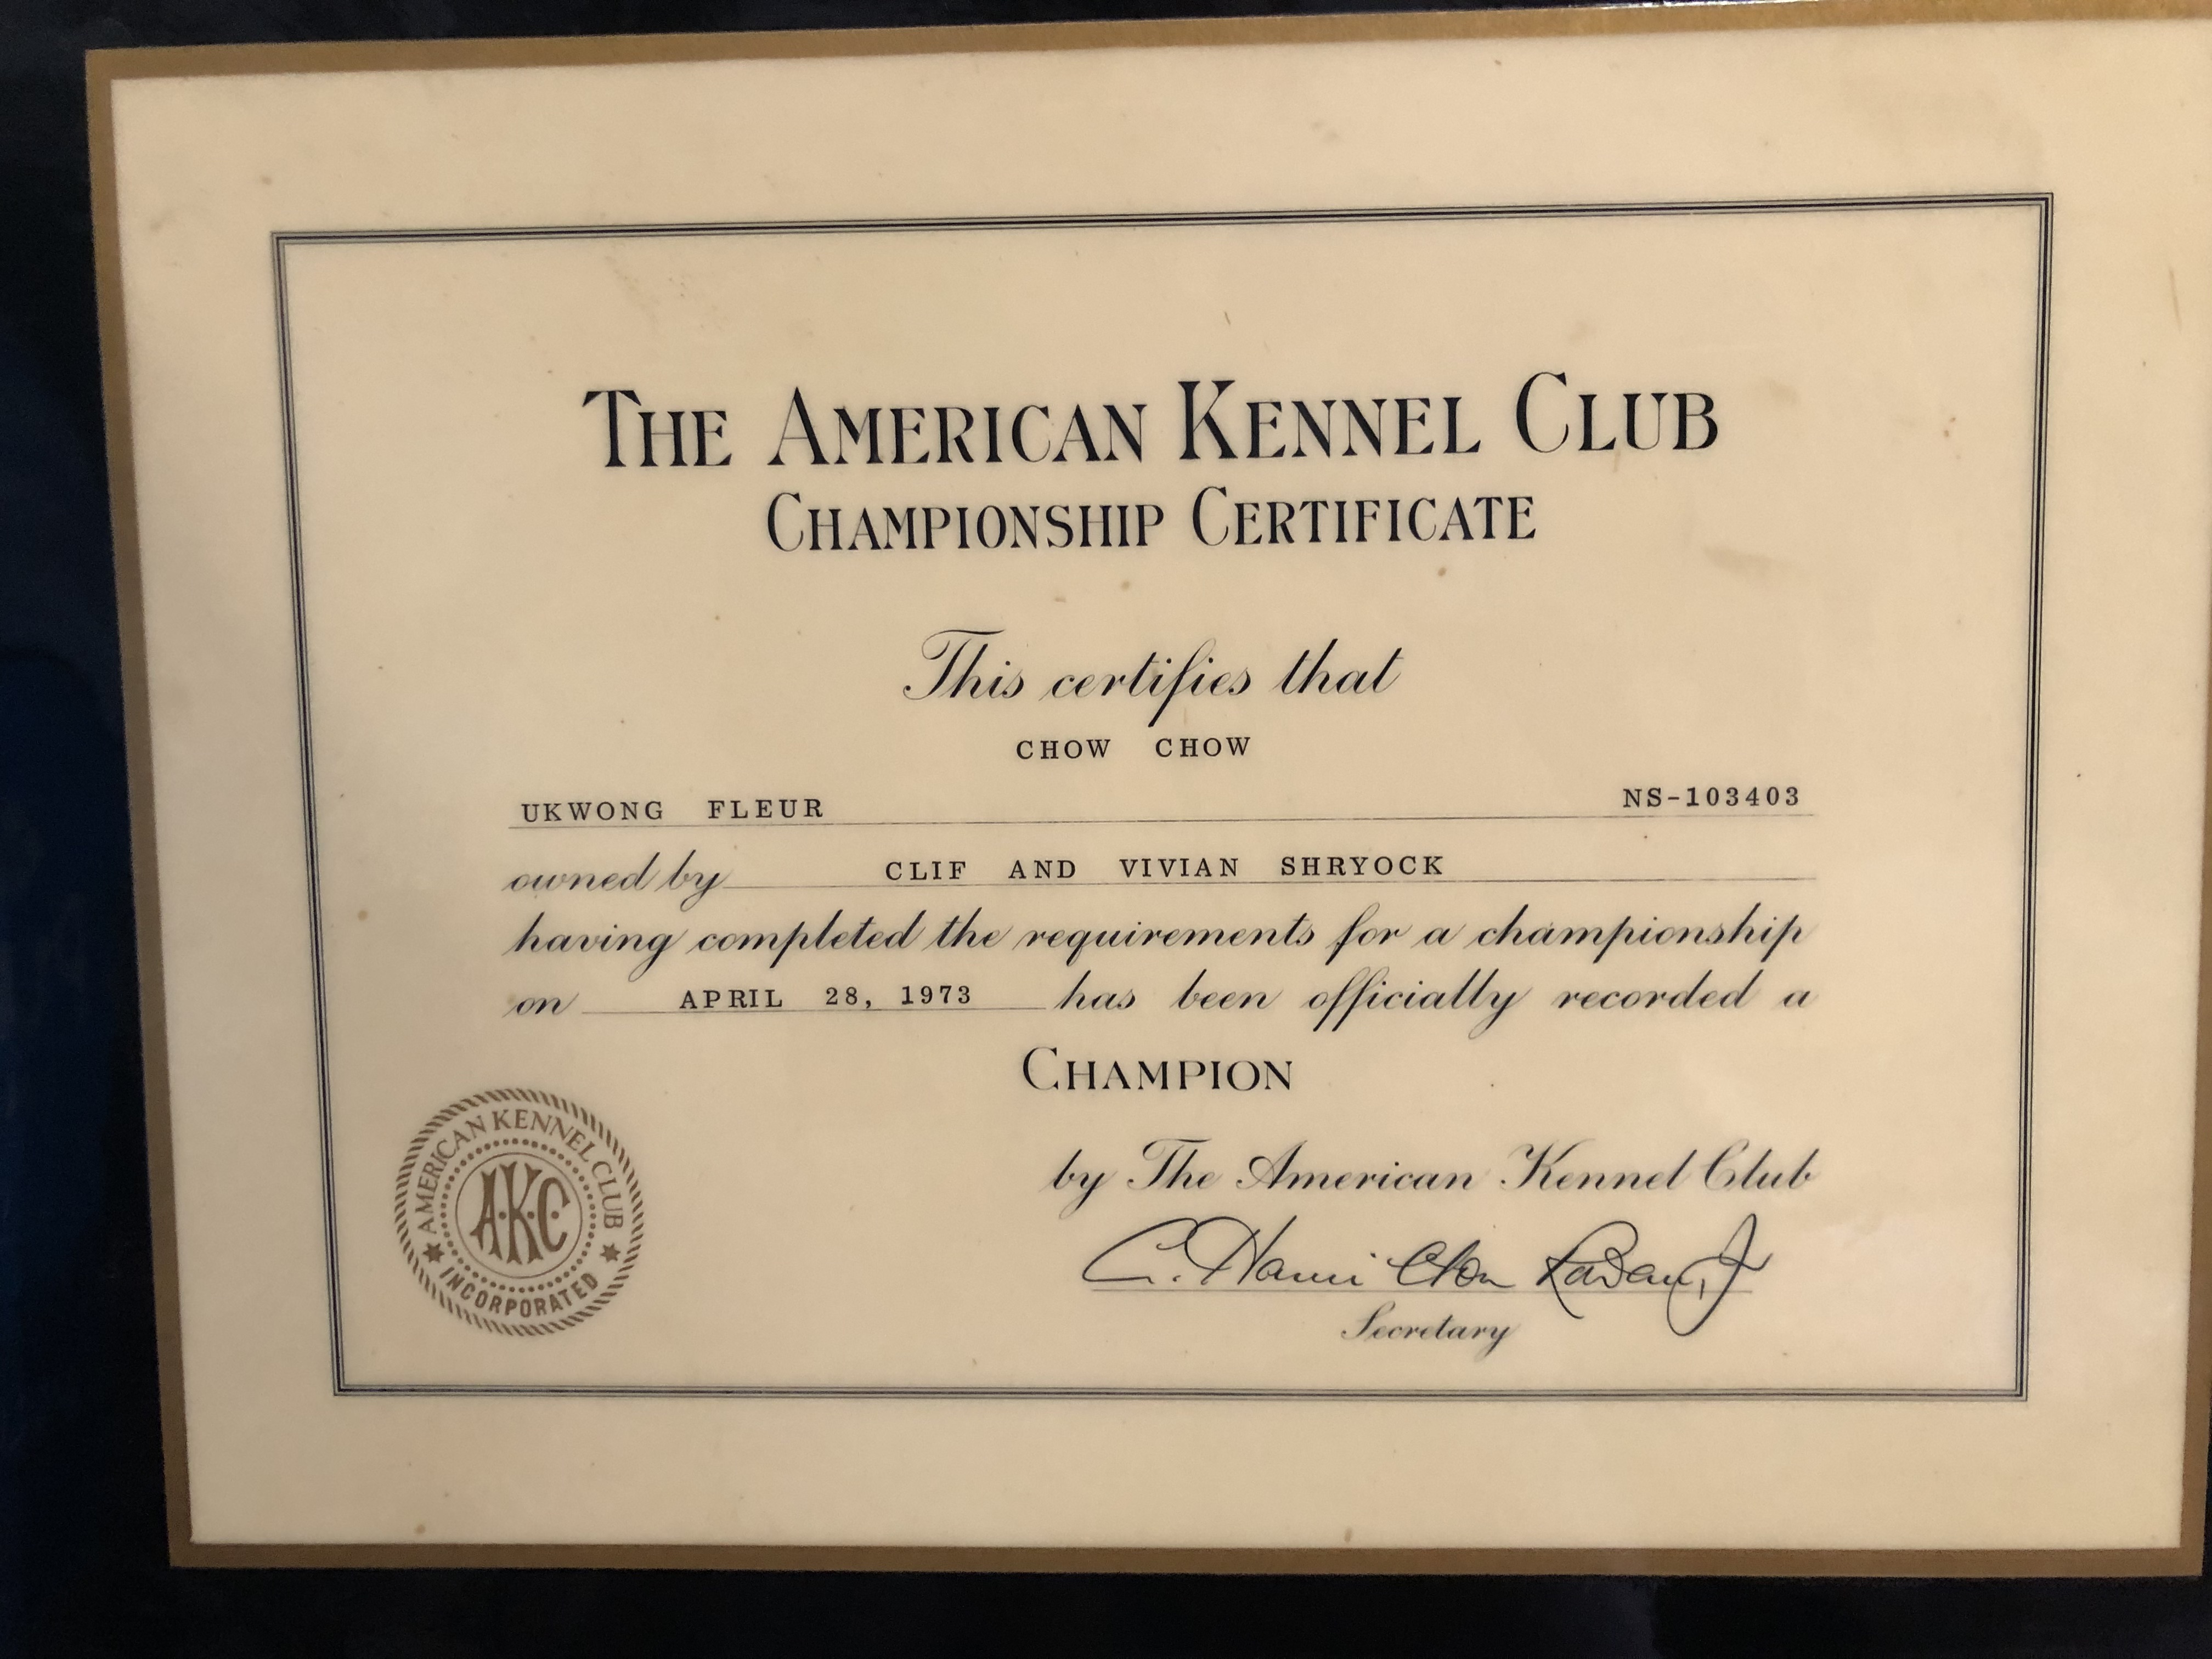 THE AMERICAN KENNEL CLUB
CHAMPIONSHIP CERTIFICATE
This certifies that
CHOW CHOW
UKWONG FLEUR NS-103403
owned by CLIF AND VIVIAN SHRYOCK
having completed the requirements for a championship
on APRIL 28, 1973 has been officially recorded a
CHAMPION
by The American Kennel Club
C. Hamilton
Secretary
AMERICAN KENNEL CLUB
A·K·C
INCORPORATED